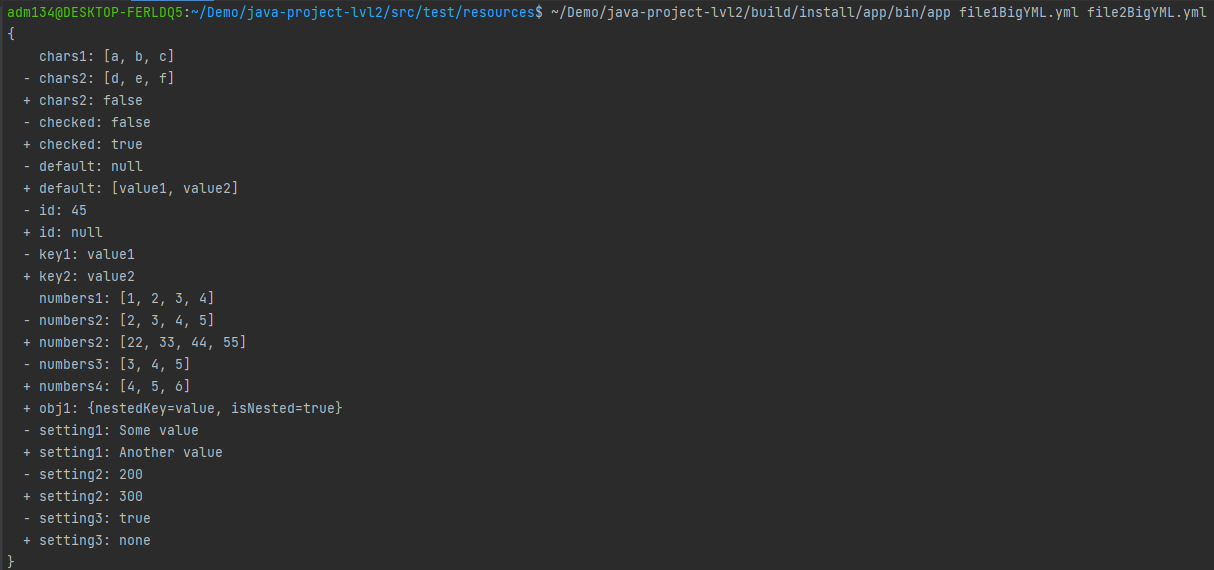 adm134@DESKTOP-FERLDQ5:~/Demo/java-project-lvl2/src/test/resources$ ~/Demo/java-project-lvl2/build/install/app/bin/app file1BigYML.yml file2BigYML.yml
{
    chars1: [a, b, c]
  - chars2: [d, e, f]
  + chars2: false
  - checked: false
  + checked: true
  - default: null
  + default: [value1, value2]
  - id: 45
  + id: null
  - key1: value1
  + key2: value2
    numbers1: [1, 2, 3, 4]
  - numbers2: [2, 3, 4, 5]
  + numbers2: [22, 33, 44, 55]
  - numbers3: [3, 4, 5]
  + numbers4: [4, 5, 6]
  + obj1: {nestedKey=value, isNested=true}
  - setting1: Some value
  + setting1: Another value
  - setting2: 200
  + setting2: 300
  - setting3: true
  + setting3: none
}